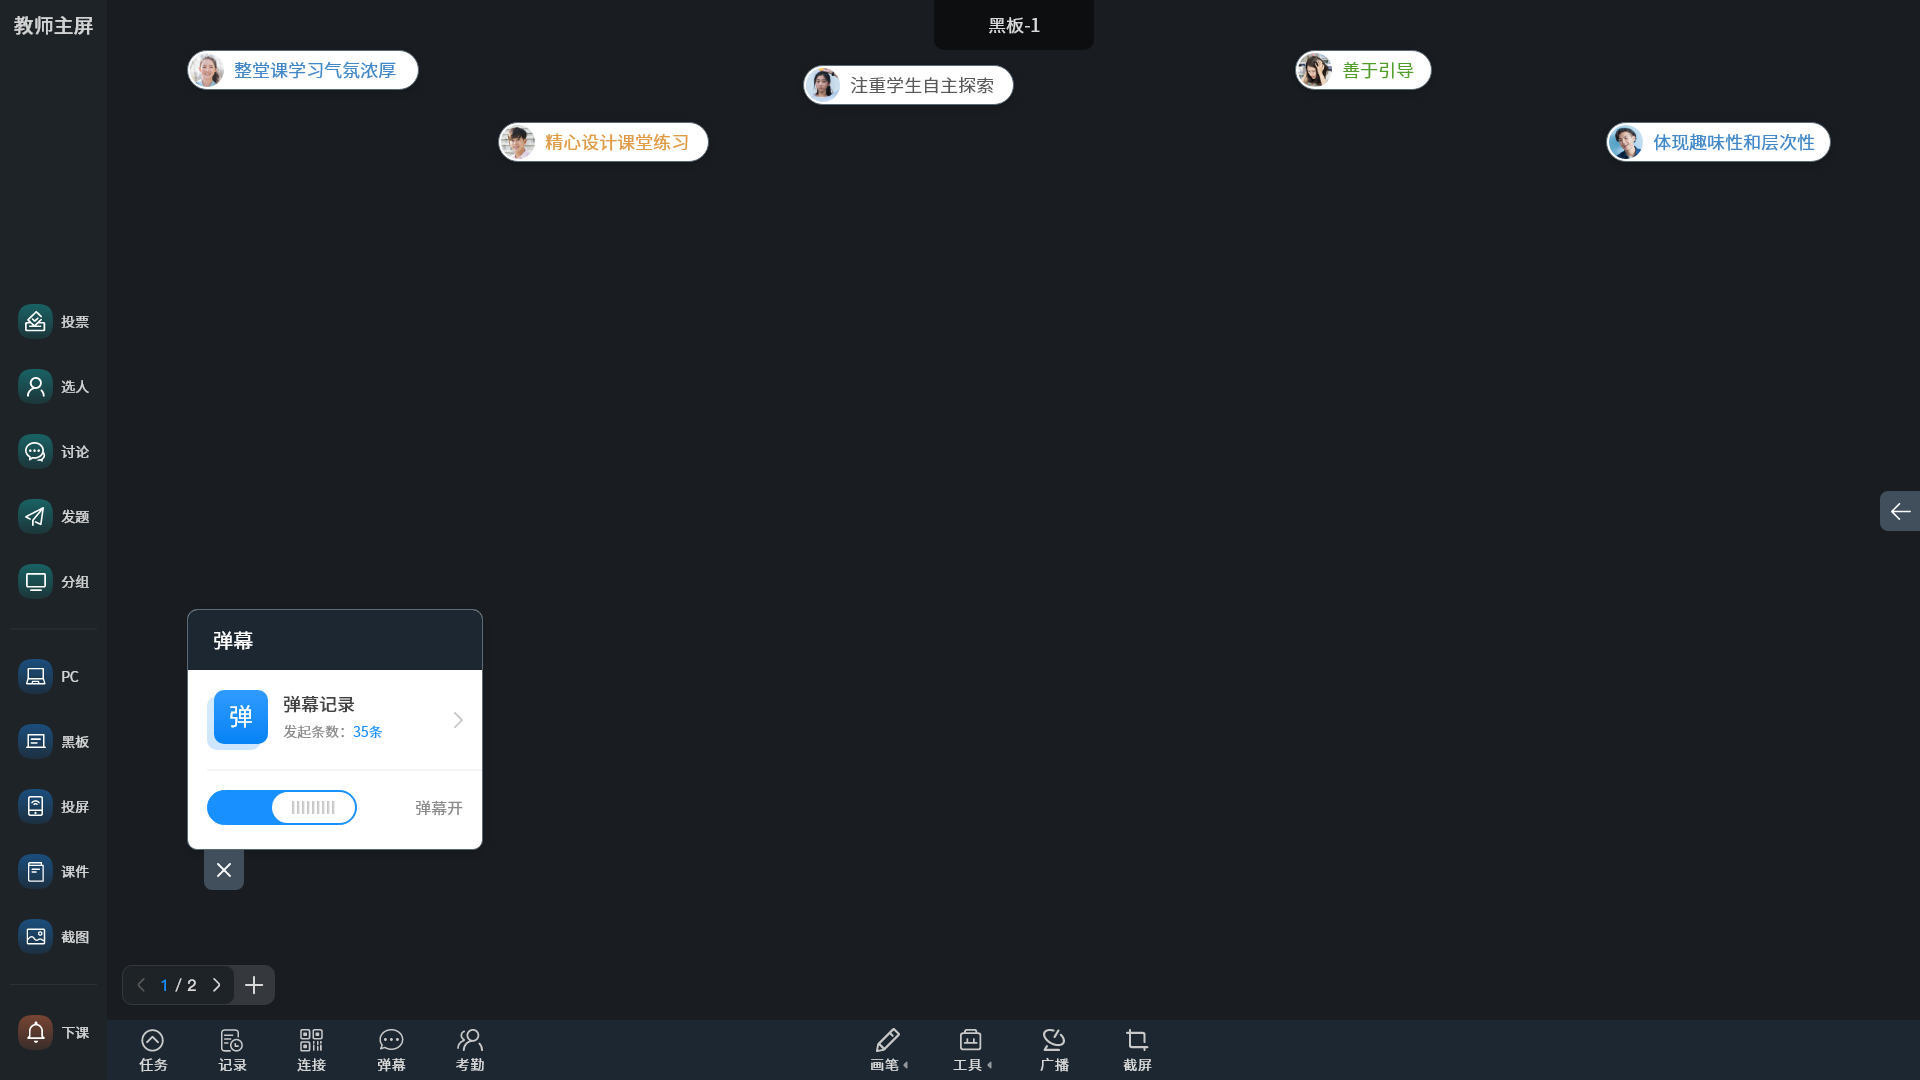 教师主屏
黑板-1
整堂课学习气氛浓厚
注重学生自主探索
善于引导
精心设计课堂练习
体现趣味性和层次性
投票
选人
讨论
发题
分组
PC
黑板
投屏
课件
截图
下课
弹幕
弹
弹幕记录
发起条数：35条
弹幕开
1 / 2
任务
记录
连接
弹幕
考勤
画笔
工具
广播
截屏